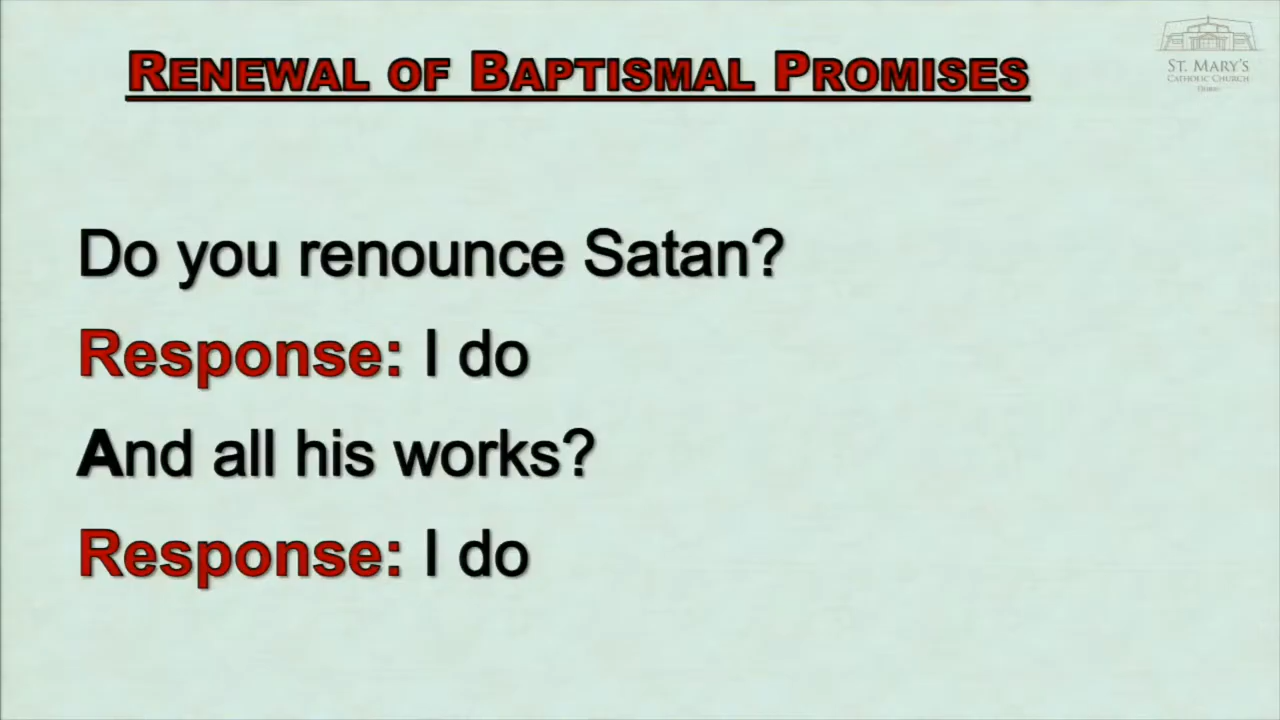 RENEWAL OF BAPTISMAL PROMISES
ST. MARY'S
CATHOLIC CHURCH
DUBAI
Do you renounce Satan?
Response: I do
And all his works?
Response: I do